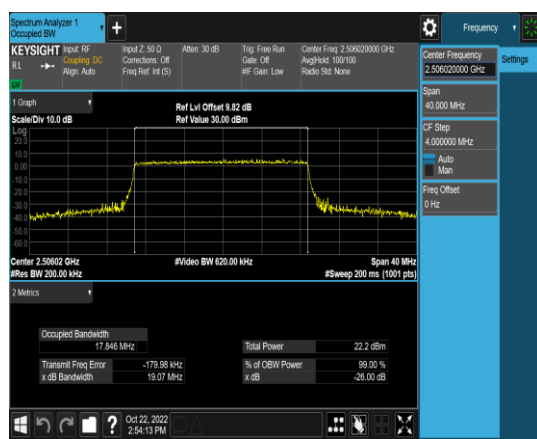 Spectrum Analyzer 1
Occupied BW
Frequency
KEYSIGHT
RL
Input: RF
Coupling: DC
Align: Auto
Input Z: 50 Ω
Corrections: Off
Freq Ref: Int (S)
Atten: 30 dB
Trig: Free Run
Gate: Off
#IF Gain: Low
Center Freq: 2.506020000 GHz
Avg|Hold: 100/100
Radio Std: None
Center Frequency
2.506020000 GHz
Settings
Span
40.000 MHz
CF Step
4.000000 MHz
Auto
Man
Freq Offset
0 Hz
1 Graph
Scale/Div 10.0 dB
Ref Lvl Offset 9.82 dB
Ref Value 30.00 dBm
Log
20.0
10.0
0.00
-10.0
-20.0
-30.0
-40.0
-50.0
-60.0
Center 2.50602 GHz
#Res BW 200.00 kHz
#Video BW 620.00 kHz
Span 40 MHz
#Sweep 200 ms (1001 pts)
2 Metrics
Occupied Bandwidth
17.846 MHz
Total Power 22.2 dBm
Transmit Freq Error -179.98 kHz
% of OBW Power 99.00 %
x dB Bandwidth 19.07 MHz
x dB -26.00 dB
?
Oct 22, 2022
2:54:13 PM